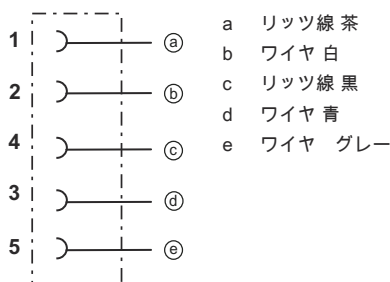 1 ⓐ
2 ⓑ
4 ⓒ
3 ⓓ
5 ⓔ
a リッツ線 茶
b ワイヤ 白
c リッツ線 黒
d ワイヤ 青
e ワイヤ　グレー